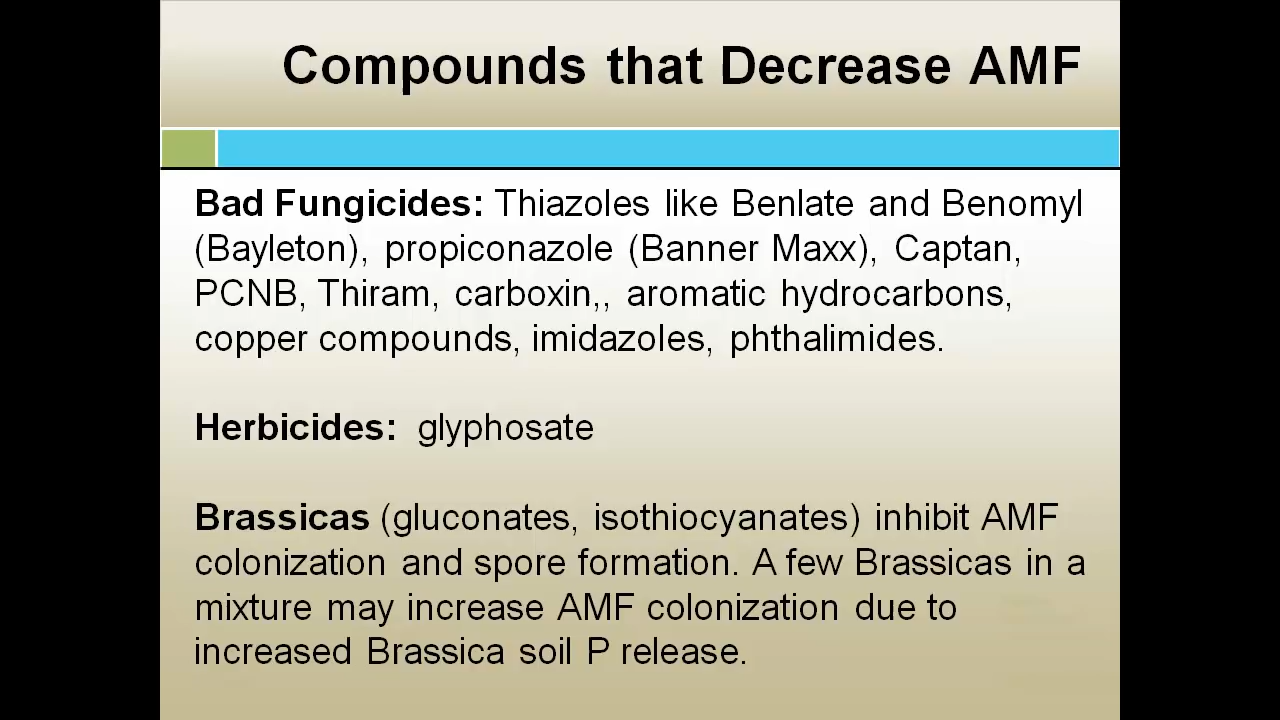 Compounds that Decrease AMF
Bad Fungicides: Thiazoles like Benlate and Benomyl
(Bayleton), propiconazole (Banner Maxx), Captan,
PCNB, Thiram, carboxin,, aromatic hydrocarbons,
copper compounds, imidazoles, phthalimides.
Herbicides: glyphosate
Brassicas (gluconates, isothiocyanates) inhibit AMF
colonization and spore formation. A few Brassicas in a
mixture may increase AMF colonization due to
increased Brassica soil P release.